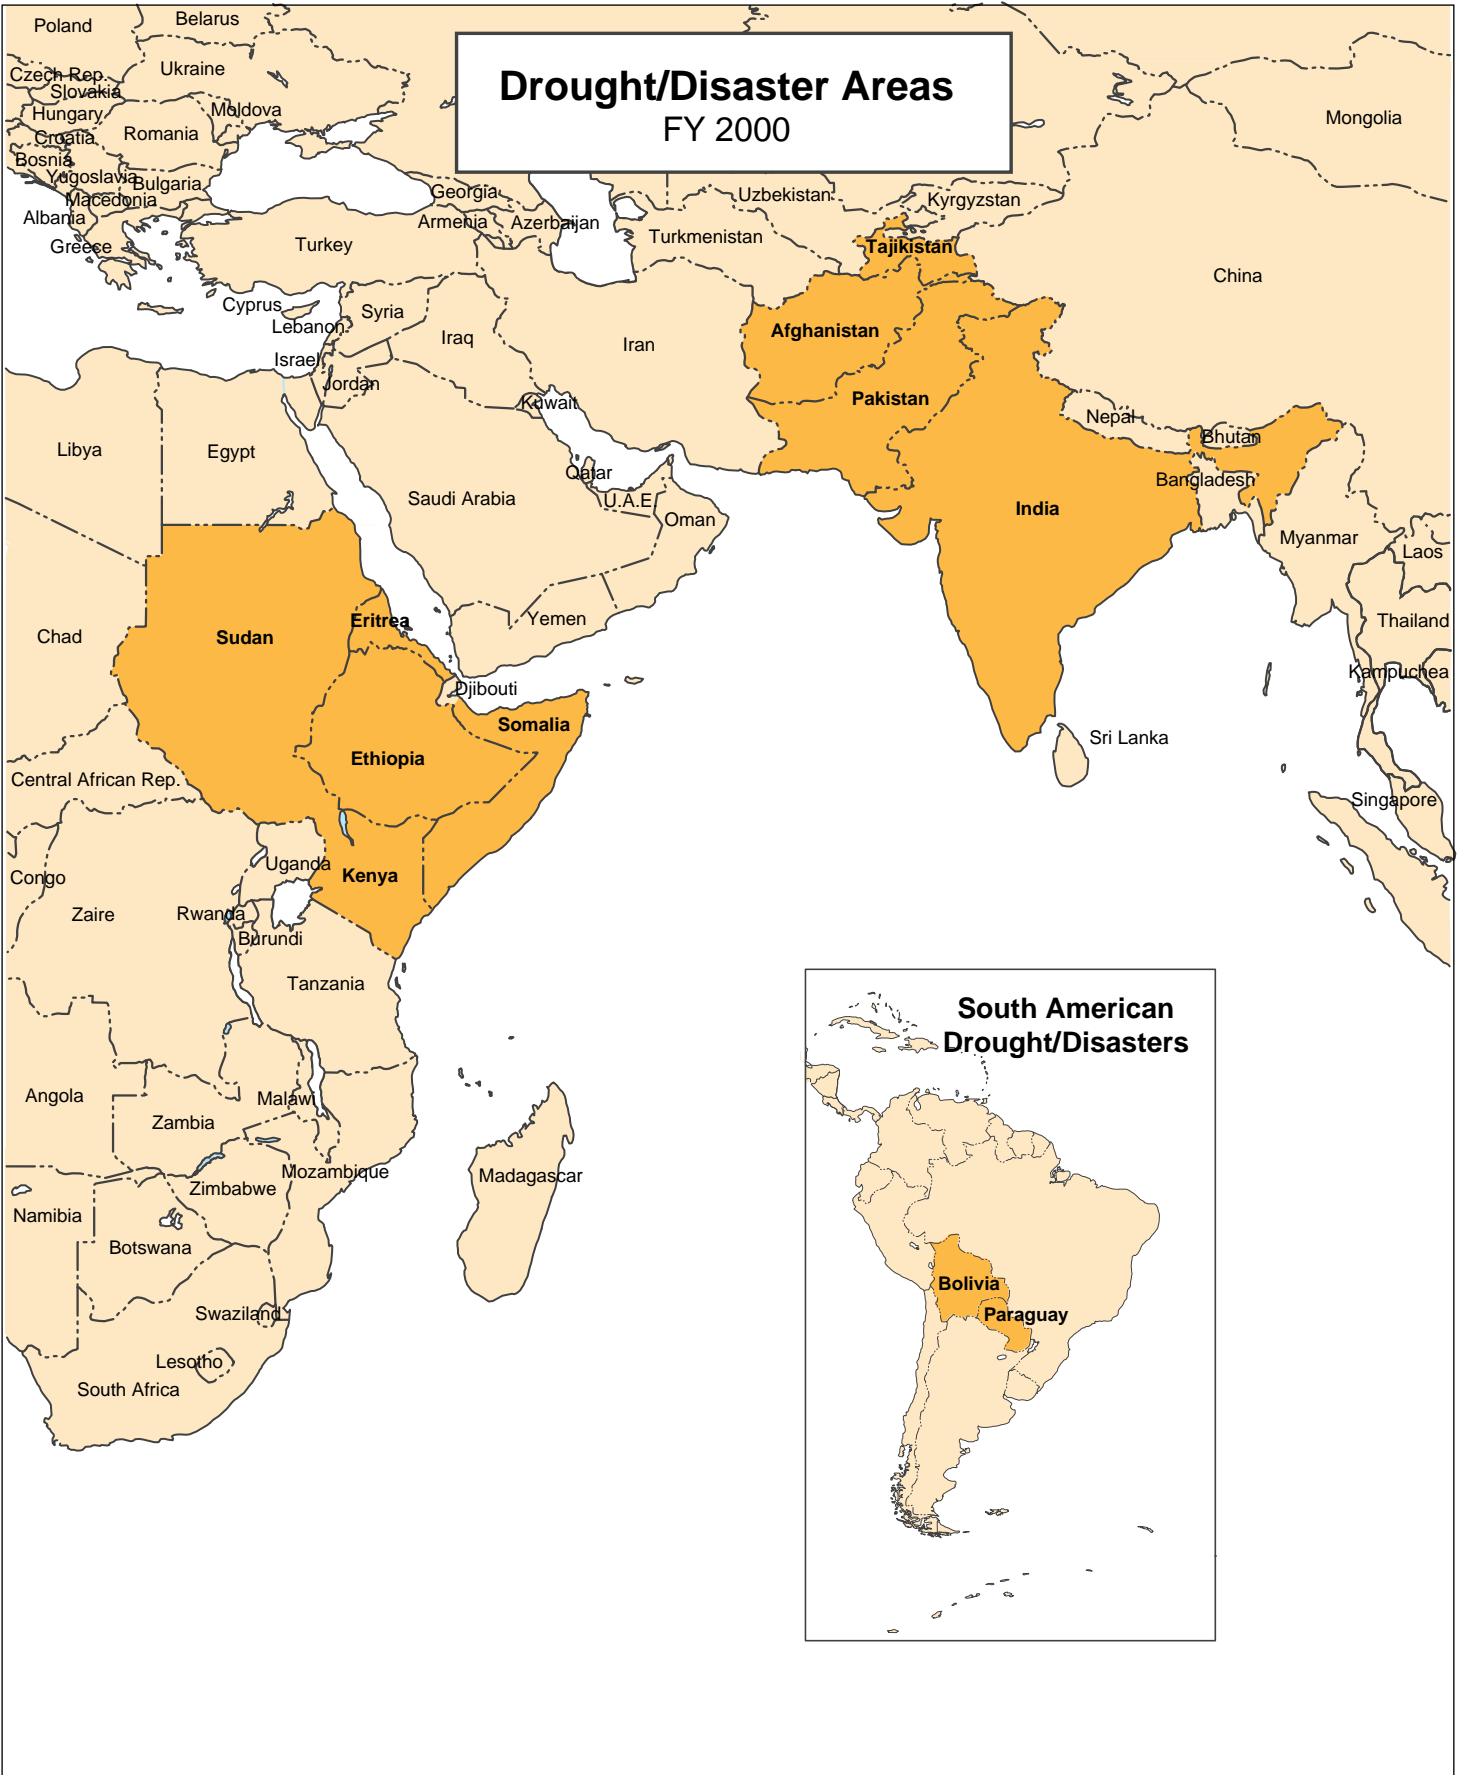 Drought/Disaster Areas
FY 2000
Poland
Belarus
Czech Rep.
Ukraine
Slovakia
Hungary
Moldova
Croatia
Romania
Mongolia
Bosnia
Yugoslavia
Bulgaria
Macedonia
Georgia
Uzbekistan
Kyrgyzstan
Albania
Armenia
Azerbaijan
Greece
Turkey
Turkmenistan
Tajikistan
China
Cyprus
Syria
Lebanon
Iraq
Iran
Afghanistan
Israel
Jordan
Kuwait
Pakistan
Nepal
Bhutan
Libya
Egypt
Qatar
Bangladesh
Saudi Arabia
U.A.E.
Oman
India
Myanmar
Laos
Chad
Sudan
Eritrea
Yemen
Thailand
Kampuchea
Djibouti
Somalia
Sri Lanka
Ethiopia
Central African Rep.
Singapore
Uganda
Congo
Kenya
Zaire
Rwanda
Burundi
Tanzania
Angola
Malawi
Zambia
Mozambique
Madagascar
Zimbabwe
Namibia
Botswana
Swaziland
Lesotho
South Africa
South American
Drought/Disasters
Bolivia
Paraguay